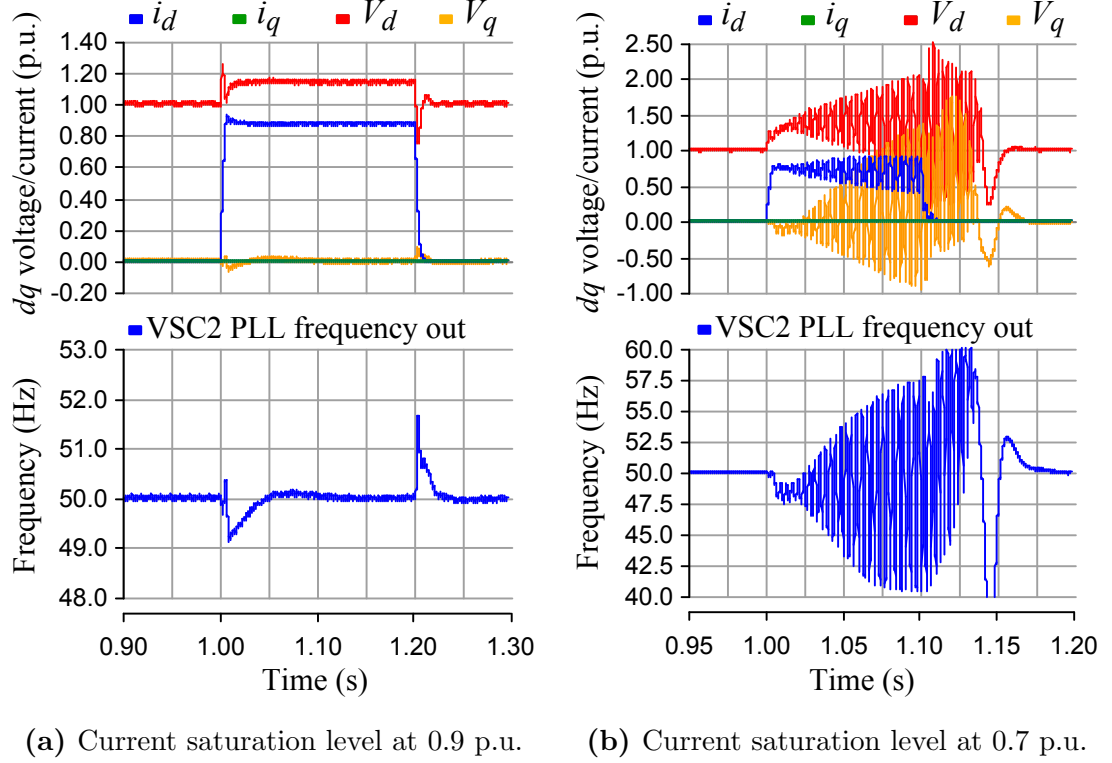 i_d i_q V_d V_q
dq voltage/current (p.u.)
1.40
1.20
1.00
0.80
0.60
0.40
0.20
0.00
-0.20
VSC2 PLL frequency out
Frequency (Hz)
53.0
52.0
51.0
50.0
49.0
48.0
0.90 1.00 1.10 1.20 1.30
Time (s)
(a) Current saturation level at 0.9 p.u.
i_d i_q V_d V_q
dq voltage/current (p.u.)
2.50
2.00
1.50
1.00
0.50
0.00
-0.50
-1.00
VSC2 PLL frequency out
Frequency (Hz)
60.0
57.5
55.0
52.5
50.0
47.5
45.0
42.5
40.0
0.95 1.00 1.05 1.10 1.15 1.20
Time (s)
(b) Current saturation level at 0.7 p.u.